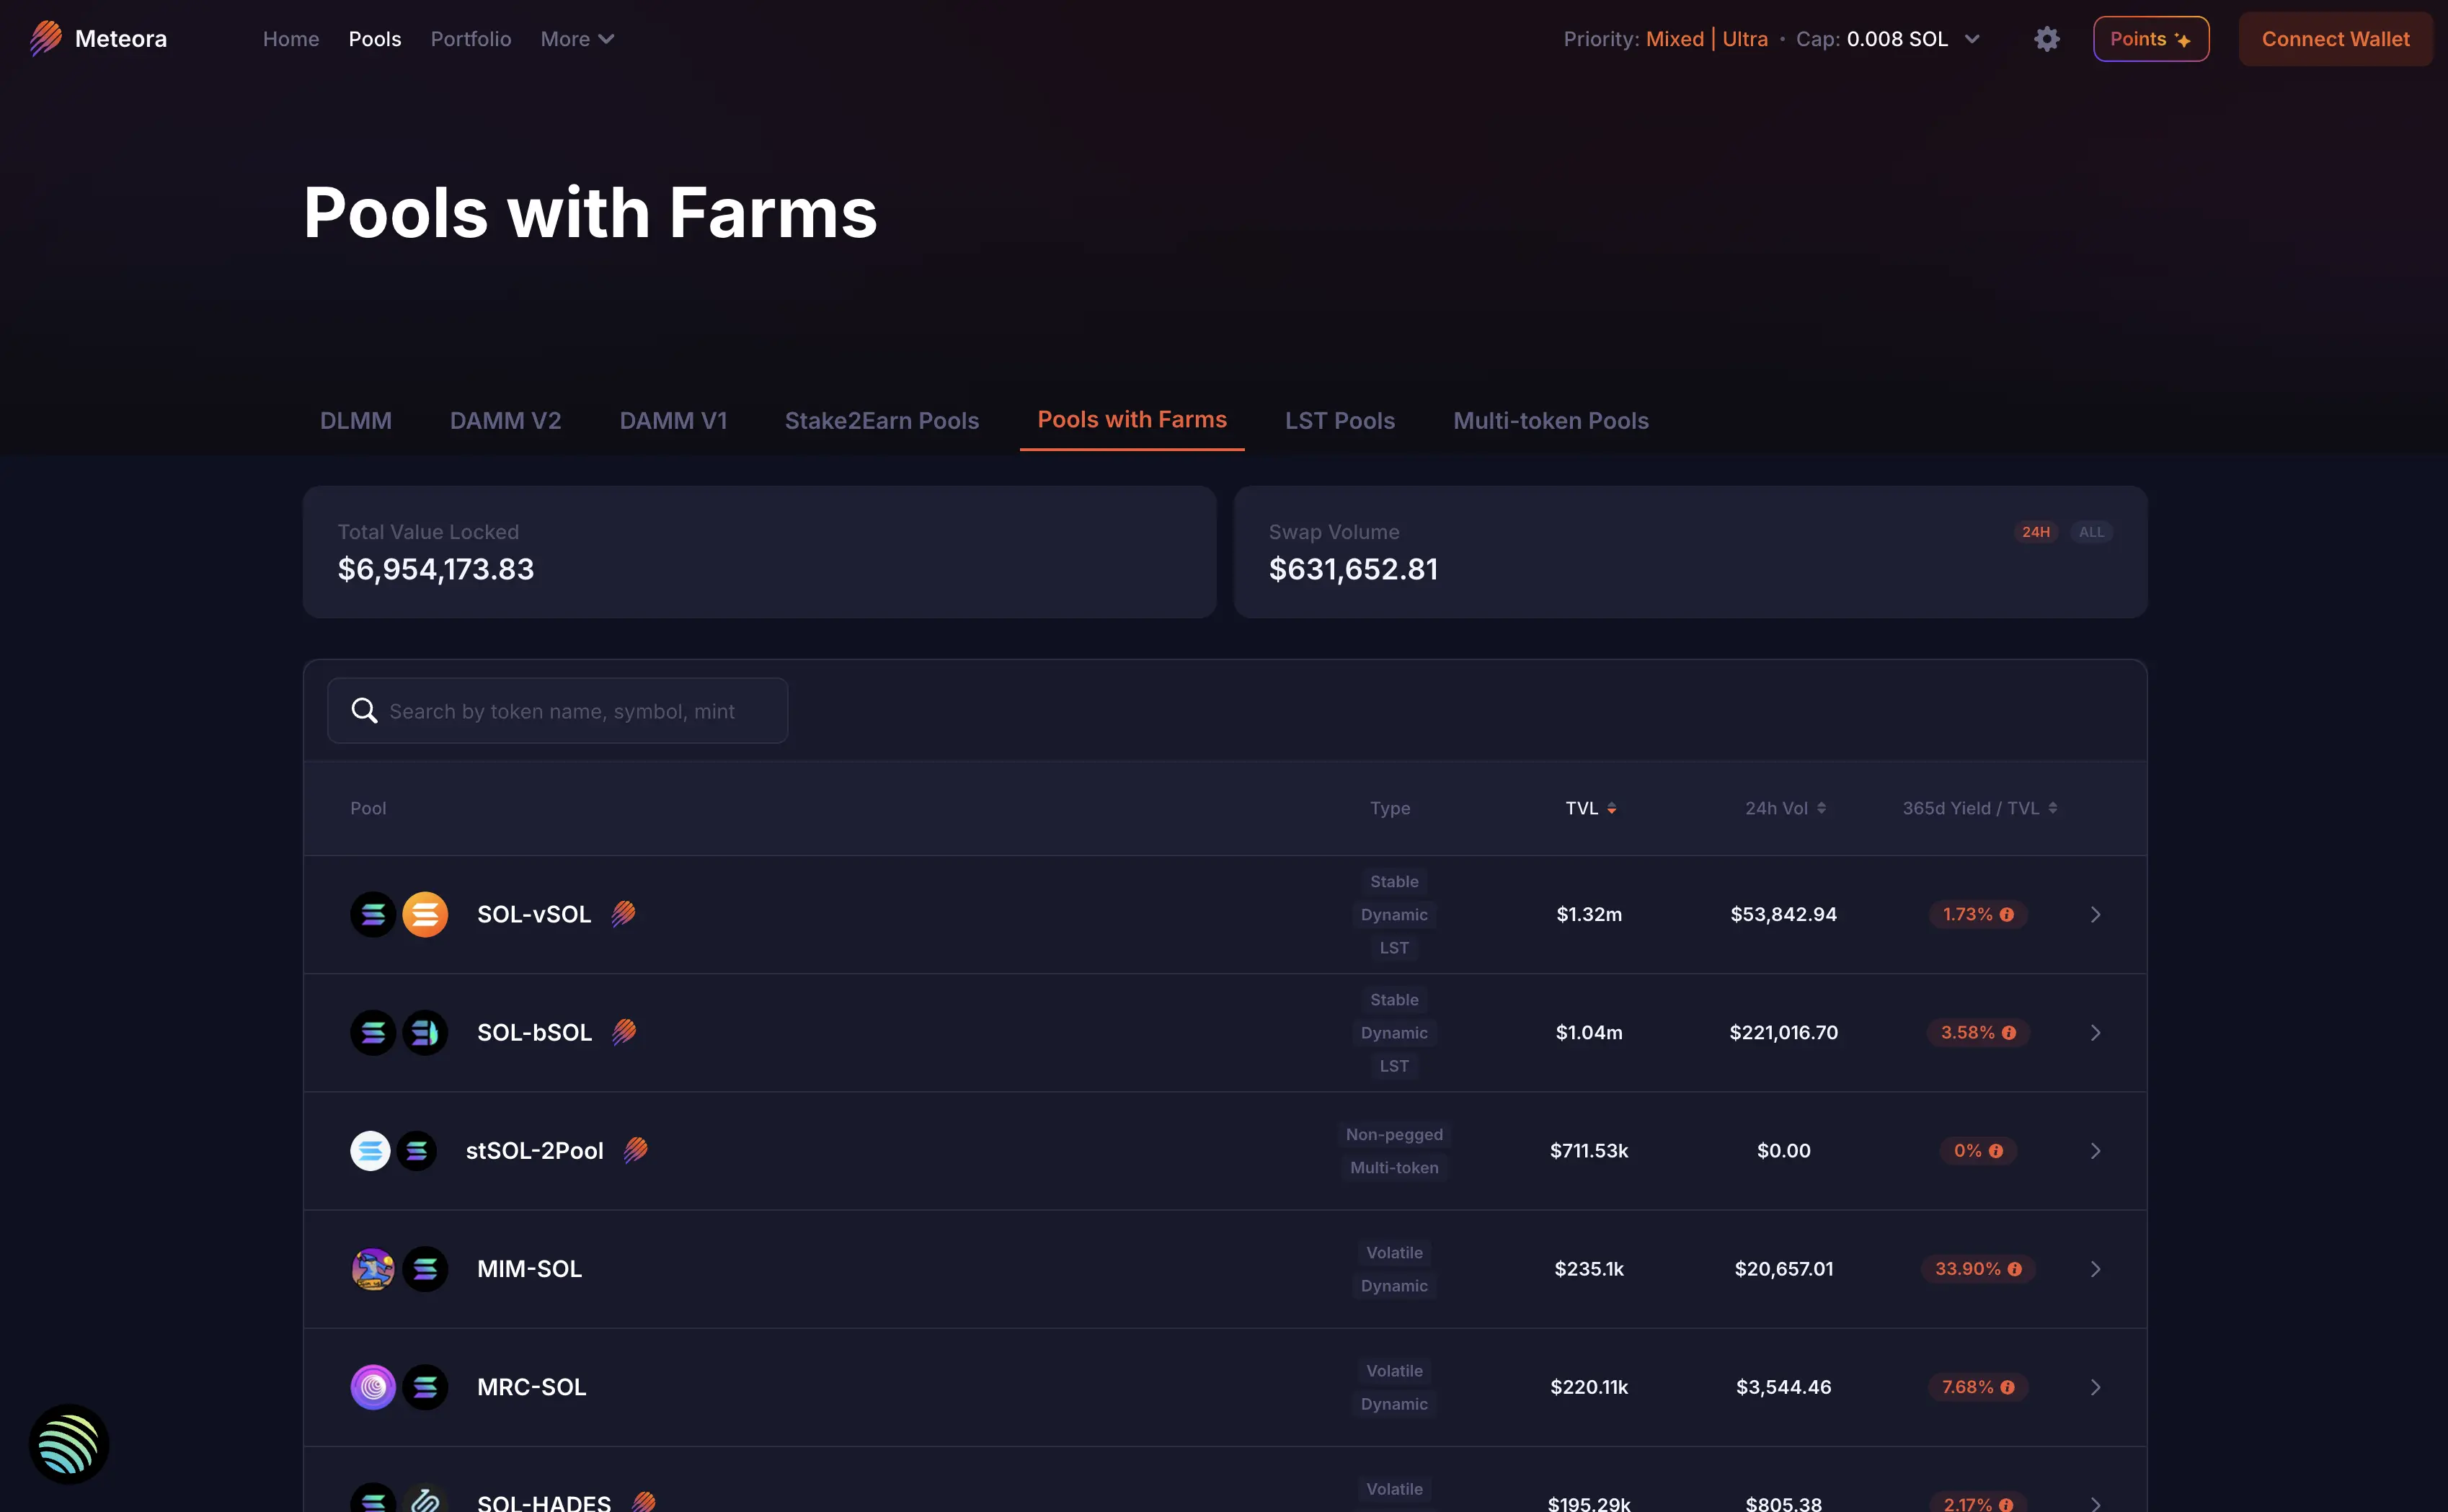 Meteora
Home Pools Portfolio More
Priority: Mixed | Ultra • Cap: 0.008 SOL
Points
Connect Wallet
Pools with Farms
DLMM DAMM V2 DAMM V1 Stake2Earn Pools Pools with Farms LST Pools Multi-token Pools
Total Value Locked
$6,954,173.83
Swap Volume
24H ALL
$631,652.81
Search by token name, symbol, mint
Pool Type TVL 24h Vol 365d Yield / TVL
SOL-vSOL
Stable
Dynamic
LST
$1.32m $53,842.94 1.73%
SOL-bSOL
Stable
Dynamic
LST
$1.04m $221,016.70 3.58%
stSOL-2Pool
Non-pegged
Multi-token
$711.53k $0.00 0%
MIM-SOL
Volatile
Dynamic
$235.1k $20,657.01 33.90%
MRC-SOL
Volatile
Dynamic
$220.11k $3,544.46 7.68%
SOL-HADES
Volatile
$195.29k $805.38 2.17%